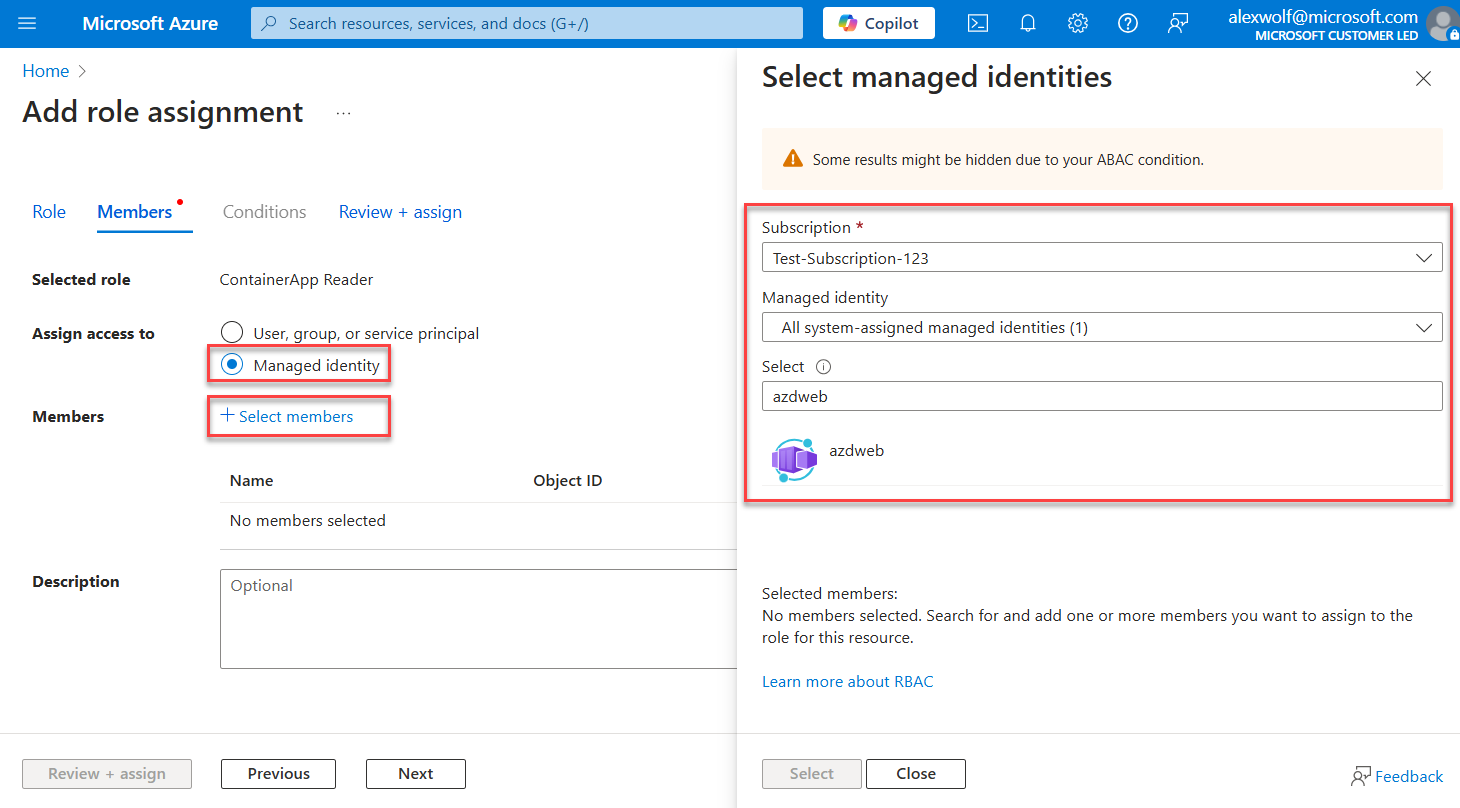 Microsoft Azure
Search resources, services, and docs (G+/)
Copilot
alexwolf@microsoft.com
MICROSOFT CUSTOMER LED
Home
Add role assignment
...
Role
Members
Conditions
Review + assign
Selected role
ContainerApp Reader
Assign access to
User, group, or service principal
Managed identity
Members
+ Select members
Name
Object ID
No members selected
Description
Optional
Review + assign
Previous
Next
Select managed identities
Some results might be hidden due to your ABAC condition.
Subscription *
Test-Subscription-123
Managed identity
All system-assigned managed identities (1)
Select
azdweb
azdweb
Selected members:
No members selected. Search for and add one or more members you want to assign to the
role for this resource.
Learn more about RBAC
Select
Close
Feedback